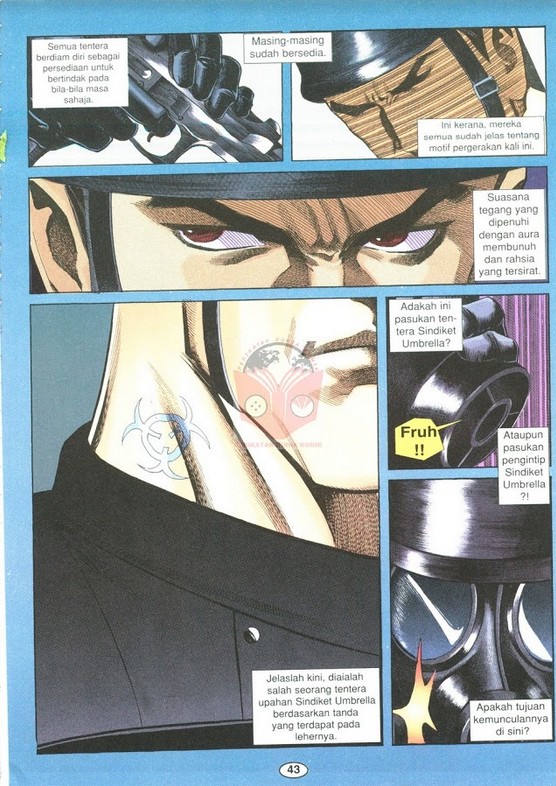 Semua tentera
berdiam diri sebagai
persediaan untuk
bertindak pada
bila-bila masa
sahaja.
Masing-masing
sudah bersedia.
Ini kerana, mereka
semua sudah jelas tentang
motif pergerakan kali ini.
Suasana
tegang yang
dipenuhi
dengan aura
membunuh
dan rahsia
yang tersirat.
Jelaslah kini, diaialah
salah seorang tentera
upahan Sindiket Umbrella
berdasarkan tanda
yang terdapat pada
lehernya.
Adakah ini
pasukan ten-
tera Sindiket
Umbrella?
Fruh
!!
Ataupun
pasukan
pengintip
Sindiket
Umbrella
?!
Apakah tujuan
kemunculannya
di sini?
43